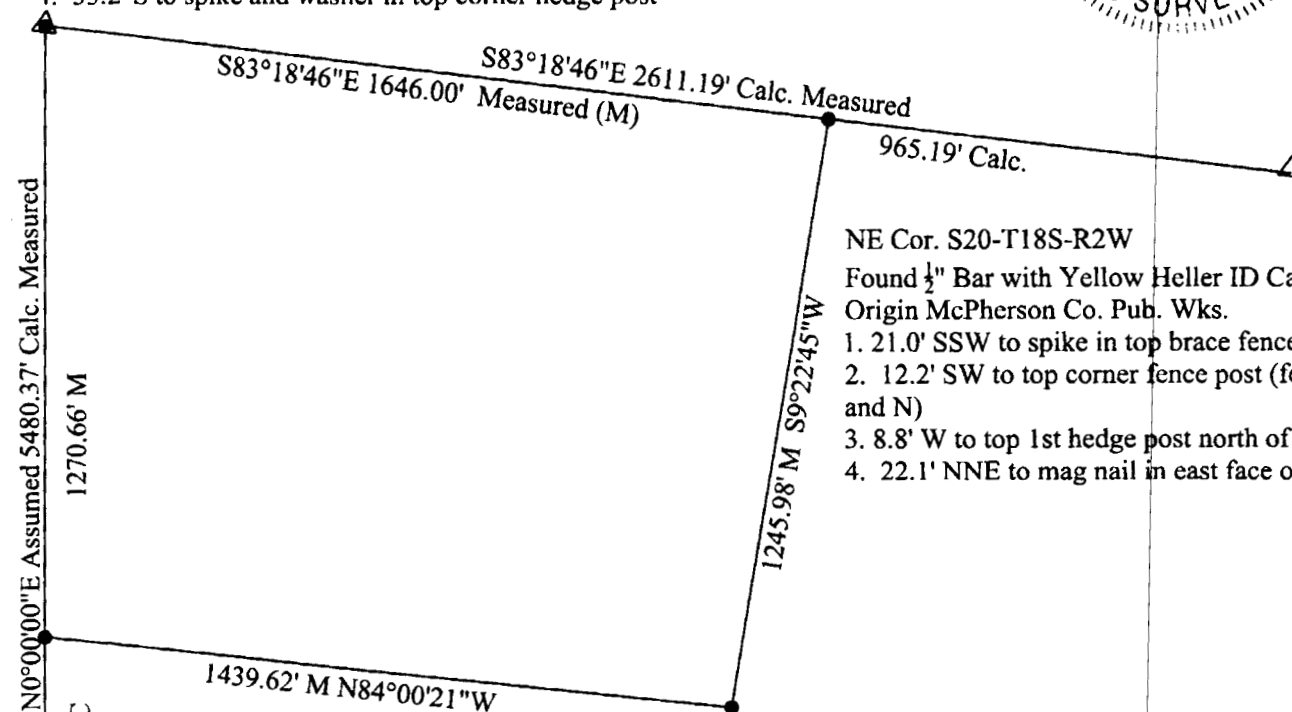 4. 35.2' S to spike and washer in top corner hedge post
SURVE
S83°18'46"E 2611.19' Calc. Measured
S83°18'46"E 1646.00' Measured (M)
965.19' Calc.
N0°00'00"E Assumed 5480.37' Calc. Measured
1270.66' M
1245.98' M S9°22'45"W
NE Cor. S20-T18S-R2W
Found ½" Bar with Yellow Heller ID Ca
Origin McPherson Co. Pub. Wks.
1. 21.0' SSW to spike in top brace fence
2. 12.2' SW to top corner fence post (fe
and N)
3. 8.8' W to top 1st hedge post north of
4. 22.1' NNE to mag nail in east face o
1439.62' M N84°00'21"W